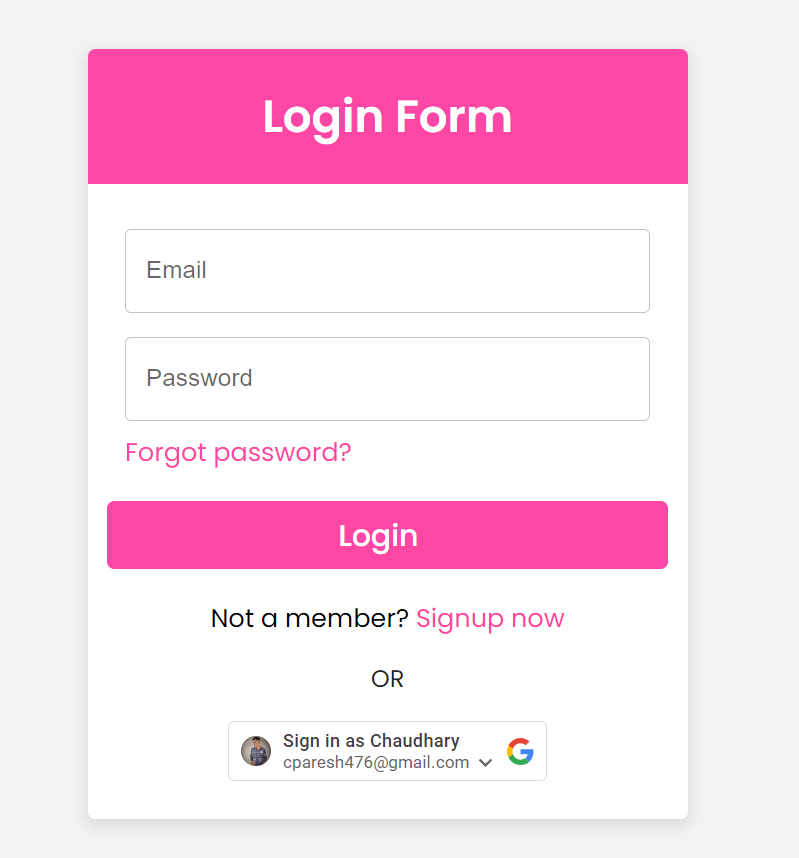 Login Form
Email
Password
Forgot password?
Login
Not a member? Signup now
OR
Sign in as Chaudhary
cparesh476@gmail.com